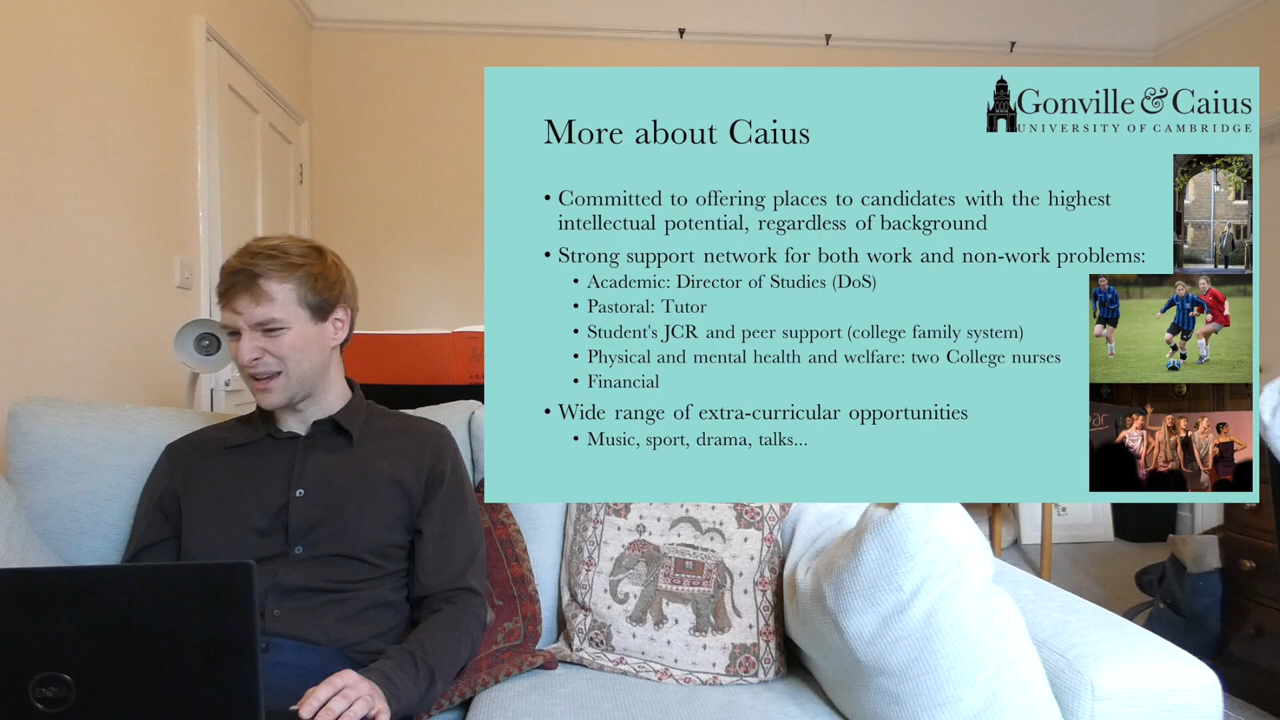 Gonville & Caius
UNIVERSITY OF CAMBRIDGE
More about Caius
• Committed to offering places to candidates with the highest
intellectual potential, regardless of background
• Strong support network for both work and non-work problems:
• Academic: Director of Studies (DoS)
• Pastoral: Tutor
• Student's JCR and peer support (college family system)
• Physical and mental health and welfare: two College nurses
• Financial
• Wide range of extra-curricular opportunities
• Music, sport, drama, talks...
DELL